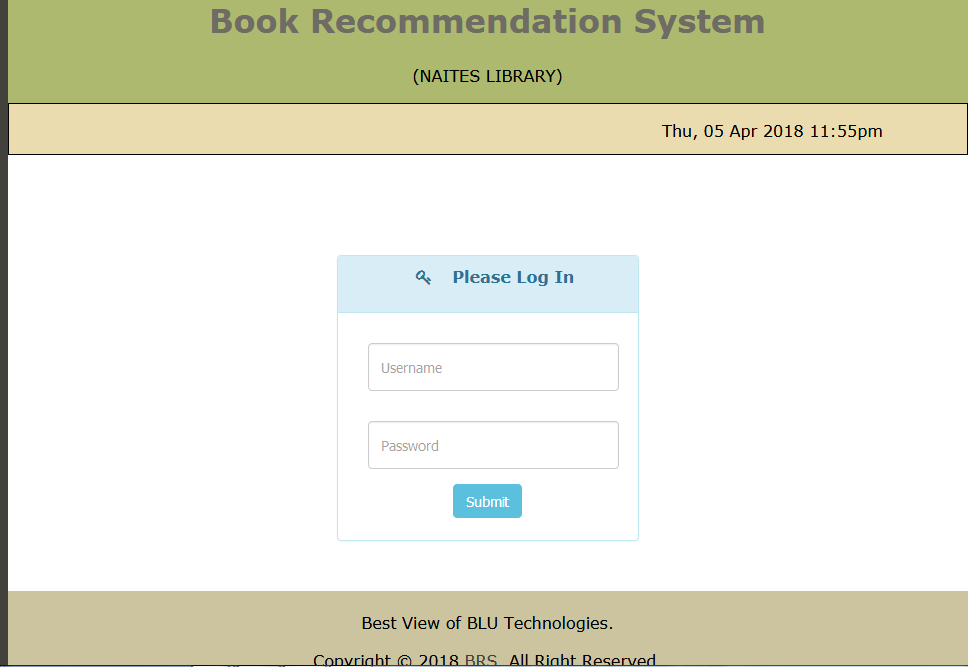 Book Recommendation System
(NAITES LIBRARY)
Thu, 05 Apr 2018 11:55pm
Please Log In
Username
Password
Submit
Best View of BLU Technologies.
Copyright © 2018 BRS. All Right Reserved